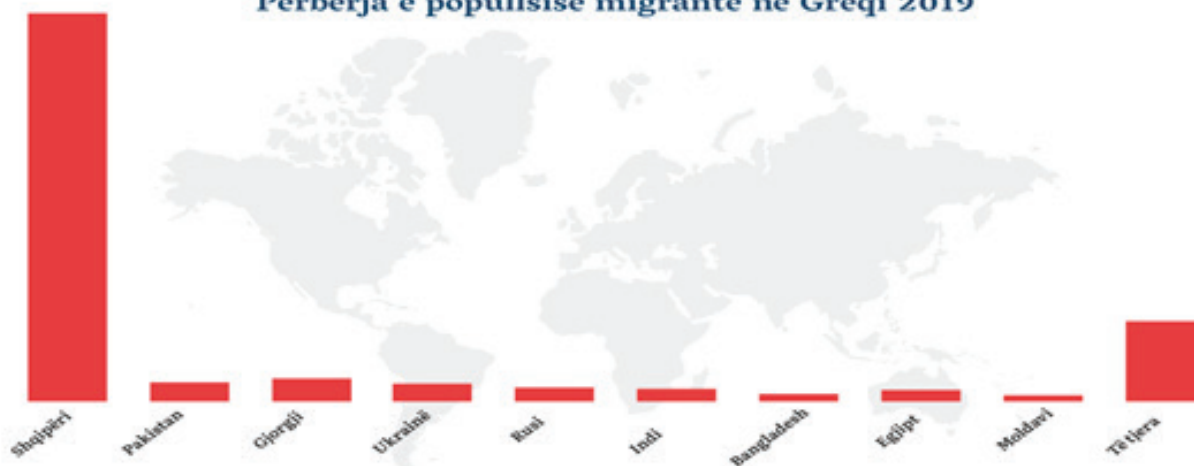 Përbërja e popullsisë migrante në Greqi 2019
Shqipëri
Pakistan
Gjorgji
Ukrainë
Rusi
Indi
Bangladesh
Egjipt
Moldavi
Të tjera